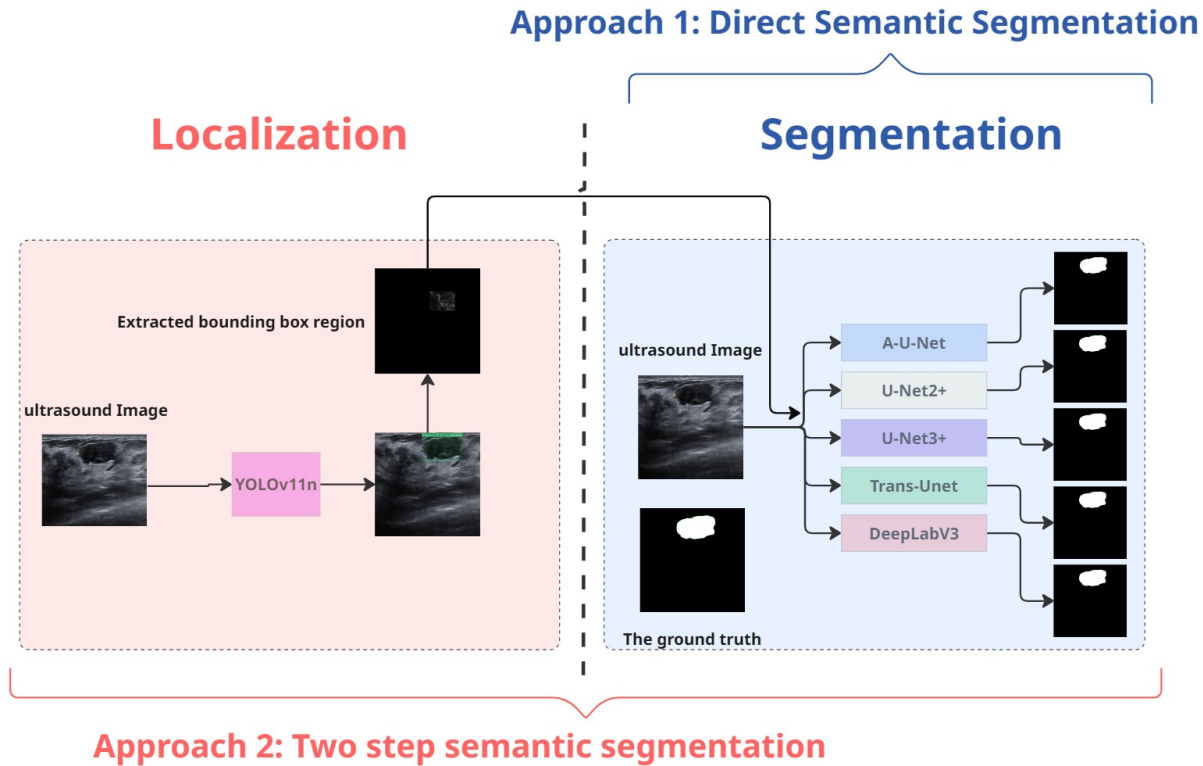 Approach 1: Direct Semantic Segmentation
Localization
Segmentation
Extracted bounding box region
ultrasound Image
YOLOv11n
ultrasound Image
The ground truth
A-U-Net
U-Net2+
U-Net3+
Trans-Unet
DeepLabV3
Approach 2: Two step semantic segmentation